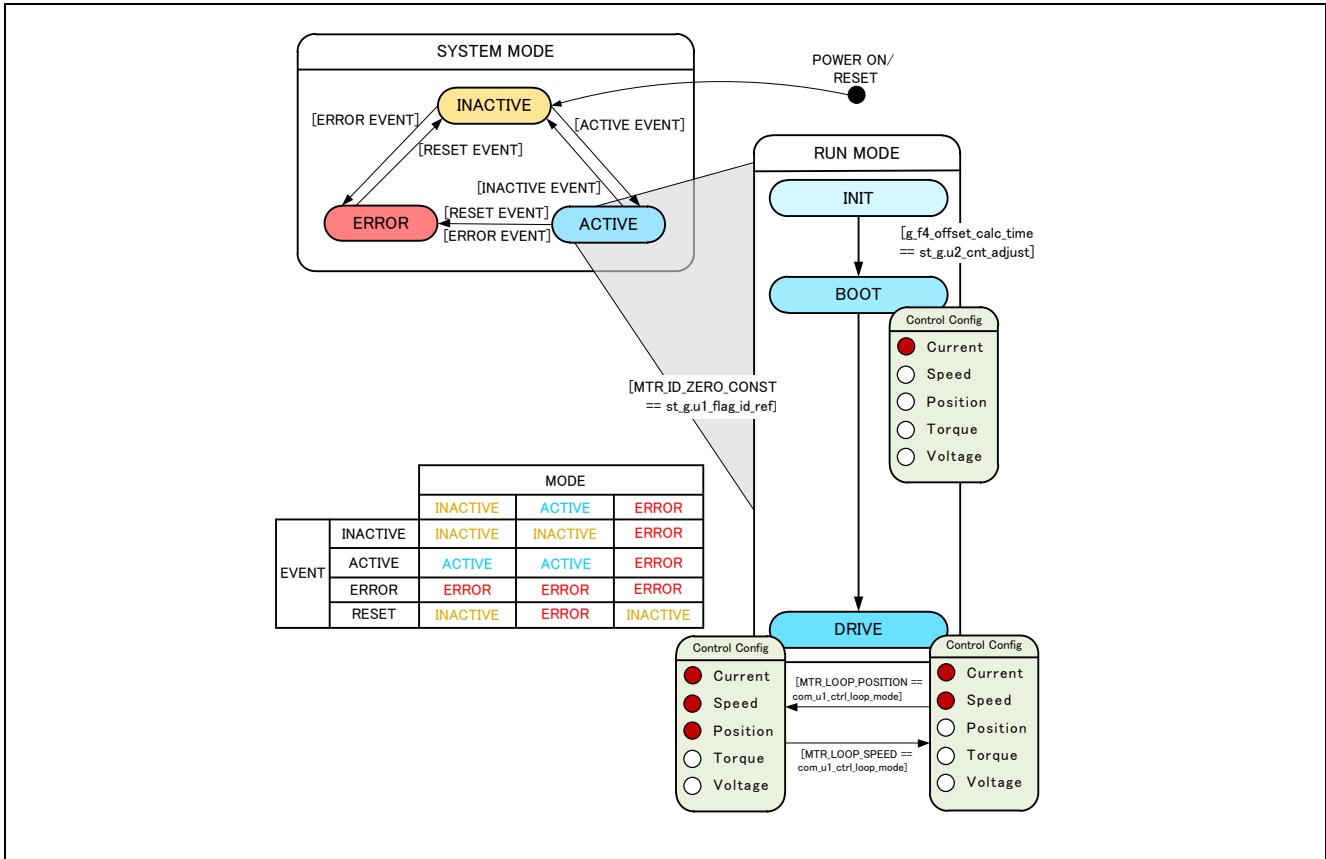 SYSTEM MODE
POWER ON/
RESET
INACTIVE
[ERROR EVENT]
[ACTIVE EVENT]
[RESET EVENT]
[INACTIVE EVENT]
[RESET EVENT]
[ERROR EVENT]
ERROR
ACTIVE
RUN MODE
INIT
[g_f4_offset_calc_time
== st_g.u2_cnt_adjust]
BOOT
Control Config
Current
Speed
Position
Torque
Voltage
[MTR_ID_ZERO_CONST
== st_g.u1_flag_id_ref]
MODE
INACTIVE ACTIVE ERROR
EVENT
INACTIVE INACTIVE INACTIVE ERROR
ACTIVE ACTIVE ACTIVE ERROR
ERROR ERROR ERROR ERROR
RESET INACTIVE ERROR INACTIVE
DRIVE
Control Config
Current
Speed
Position
Torque
Voltage
[MTR_LOOP_POSITION ==
com_u1_ctrl_loop_mode]
[MTR_LOOP_SPEED ==
com_u1_ctrl_loop_mode]
Control Config
Current
Speed
Position
Torque
Voltage